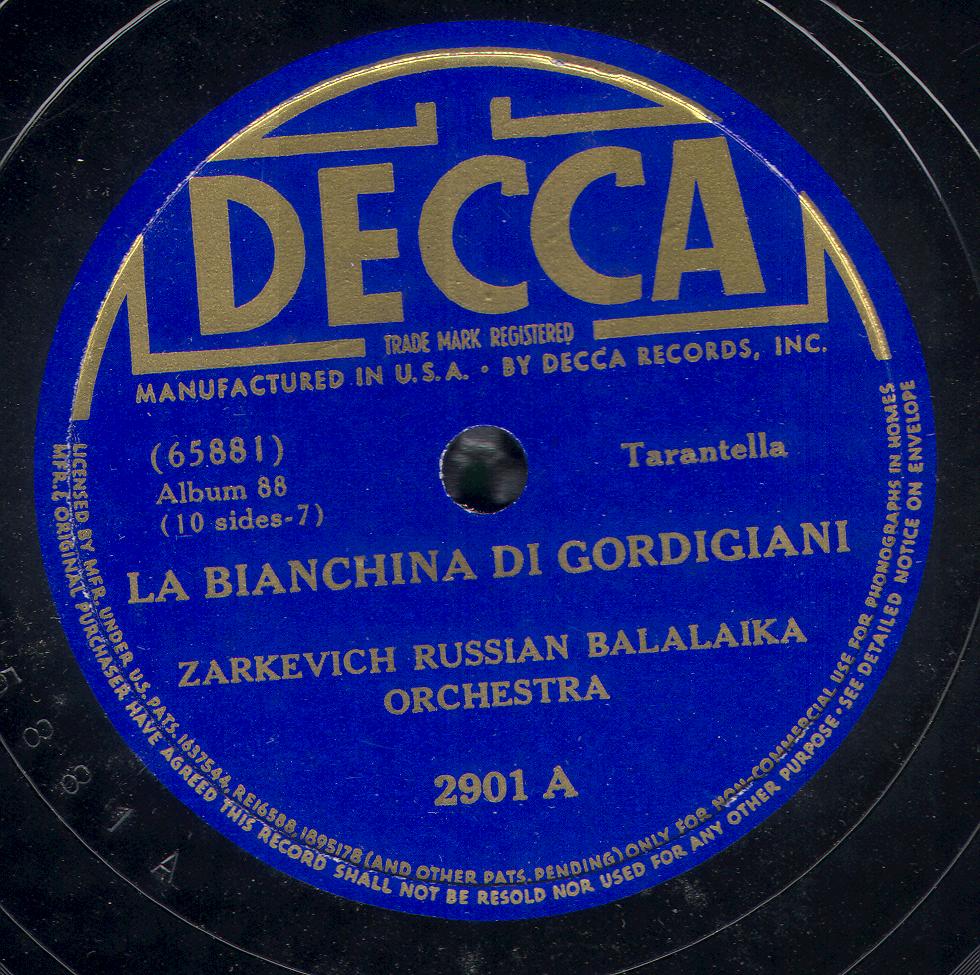 DECCA
TRADE MARK REGISTERED
MANUFACTURED IN U.S.A. · BY DECCA RECORDS, INC.
(65881)
Album 88
(10 sides-7)
Tarantella
LA BIANCHINA DI GORDIGIANI
ZARKEVICH RUSSIAN BALALAIKA
ORCHESTRA
2901 A
LICENSED BY MFR. UNDER U.S. PATS. 1637544, RE16588, 1895178 (AND OTHER PATS. PENDING) ONLY FOR NON-COMMERCIAL USE FOR PHONOGRAPHS IN HOMES
MFR. & ORIGINAL PURCHASER HAVE AGREED THIS RECORD SHALL NOT BE RESOLD NOR USED FOR ANY OTHER PURPOSE · SEE DETAILED NOTICE ON ENVELOPE
5881 A